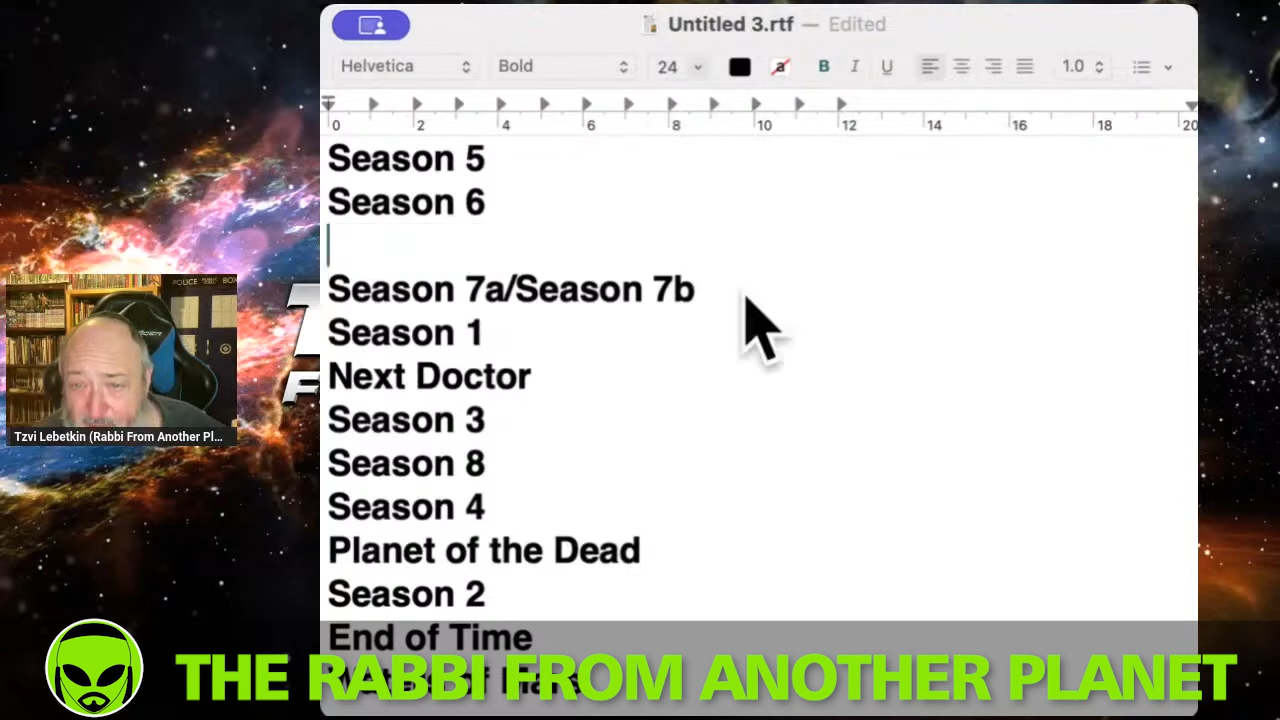 Untitled 3.rtf — Edited
Helvetica Bold 24 a B I U 1.0
0 2 4 6 8 10 12 14 16 18 20
Season 5
Season 6
Season 7a/Season 7b
Season 1
Next Doctor
Season 3
Season 8
Season 4
Planet of the Dead
Season 2
End of Time
POLICE BOX
Tzvi Lebetkin (Rabbi From Another Pl...
THE RABBI FROM ANOTHER PLANET